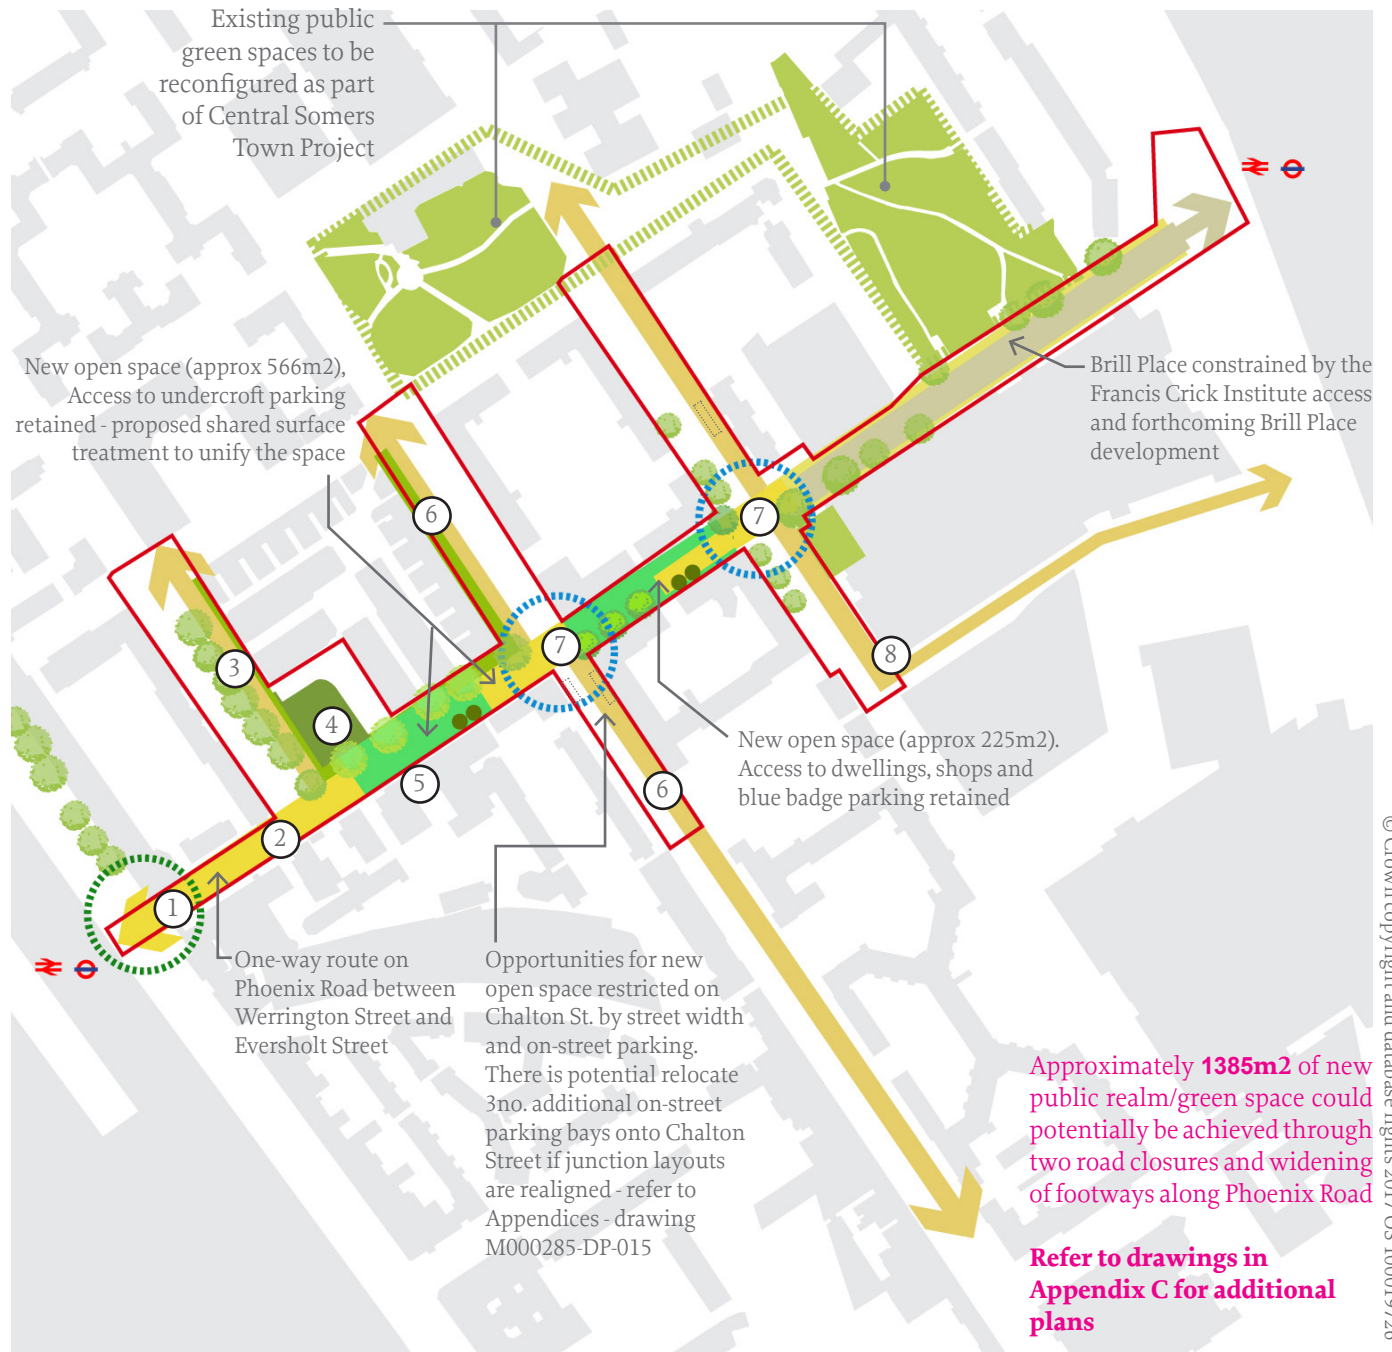 Existing public
green spaces to be
reconfigured as part
of Central Somers
Town Project
New open space (approx 566m2),
Access to undercroft parking
retained - proposed shared surface
treatment to unify the space
Brill Place constrained by the
Francis Crick Institute access
and forthcoming Brill Place
development
6
7
3
7
8
4
5
6
2
1
New open space (approx 225m2).
Access to dwellings, shops and
blue badge parking retained
One-way route on
Phoenix Road between
Werrington Street and
Eversholt Street
Opportunities for new
open space restricted on
Chalton St. by street width
and on-street parking.
There is potential relocate
3no. additional on-street
parking bays onto Chalton
Street if junction layouts
are realigned - refer to
Appendices - drawing
M000285-DP-015
Approximately 1385m2 of new
public realm/green space could
potentially be achieved through
two road closures and widening
of footways along Phoenix Road
Refer to drawings in
Appendix C for additional
plans
© Crown copyright and database rights 2017 OS 100019726